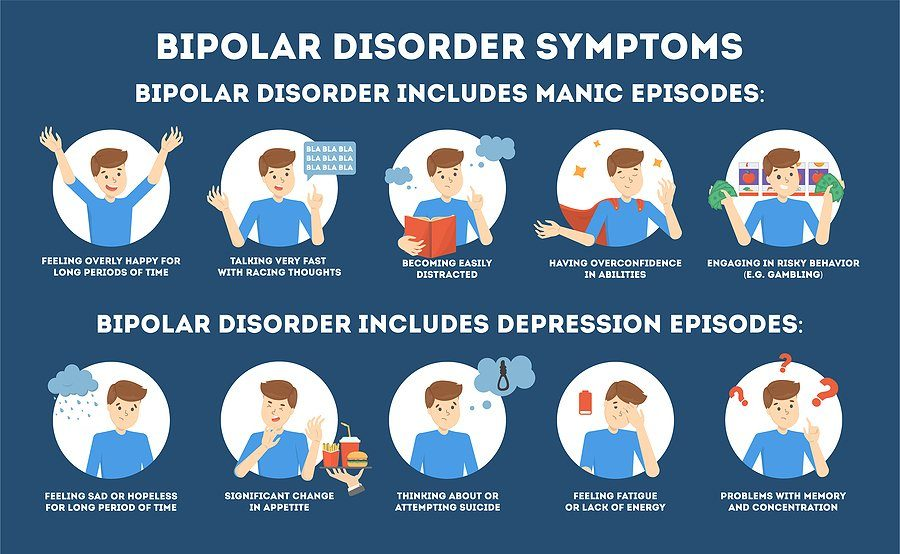 BIPOLAR DISORDER SYMPTOMS
BIPOLAR DISORDER INCLUDES MANIC EPISODES:
BLA BLA BLA
BLA BLA BLA
BLA BLA BLA
FEELING OVERLY HAPPY FOR
LONG PERIODS OF TIME
TALKING VERY FAST
WITH RACING THOUGHTS
BECOMING EASILY
DISTRACTED
HAVING OVERCONFIDENCE
IN ABILITIES
ENGAGING IN RISKY BEHAVIOR
(E.G. GAMBLING)
BIPOLAR DISORDER INCLUDES DEPRESSION EPISODES:
?
?
?
FEELING SAD OR HOPELESS
FOR LONG PERIOD OF TIME
SIGNIFICANT CHANGE
IN APPETITE
THINKING ABOUT OR
ATTEMPTING SUICIDE
FEELING FATIGUE
OR LACK OF ENERGY
PROBLEMS WITH MEMORY
AND CONCENTRATION